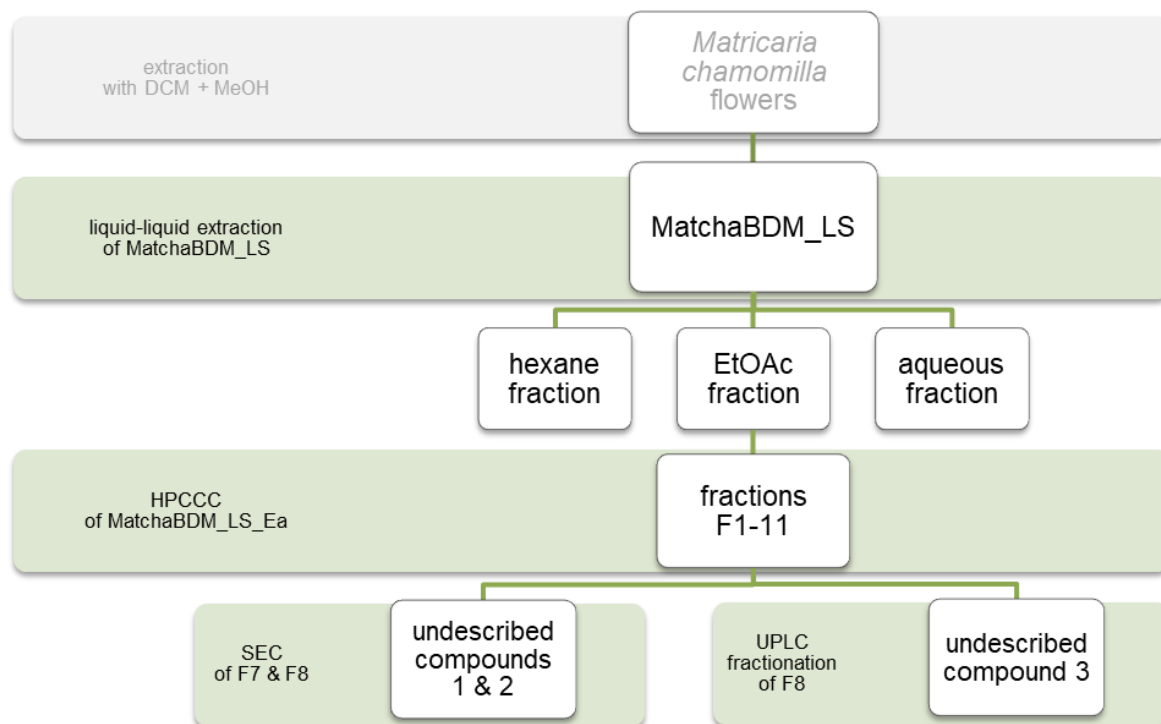 extraction
with DCM + MeOH
Matricaria
chamomilla
flowers
liquid-liquid extraction
of MatchaBDM_LS
MatchaBDM_LS
hexane
fraction
EtOAc
fraction
aqueous
fraction
HPCCC
of MatchaBDM_LS_Ea
fractions
F1-11
SEC
of F7 & F8
undescribed
compounds
1 & 2
UPLC
fractionation
of F8
undescribed
compound 3